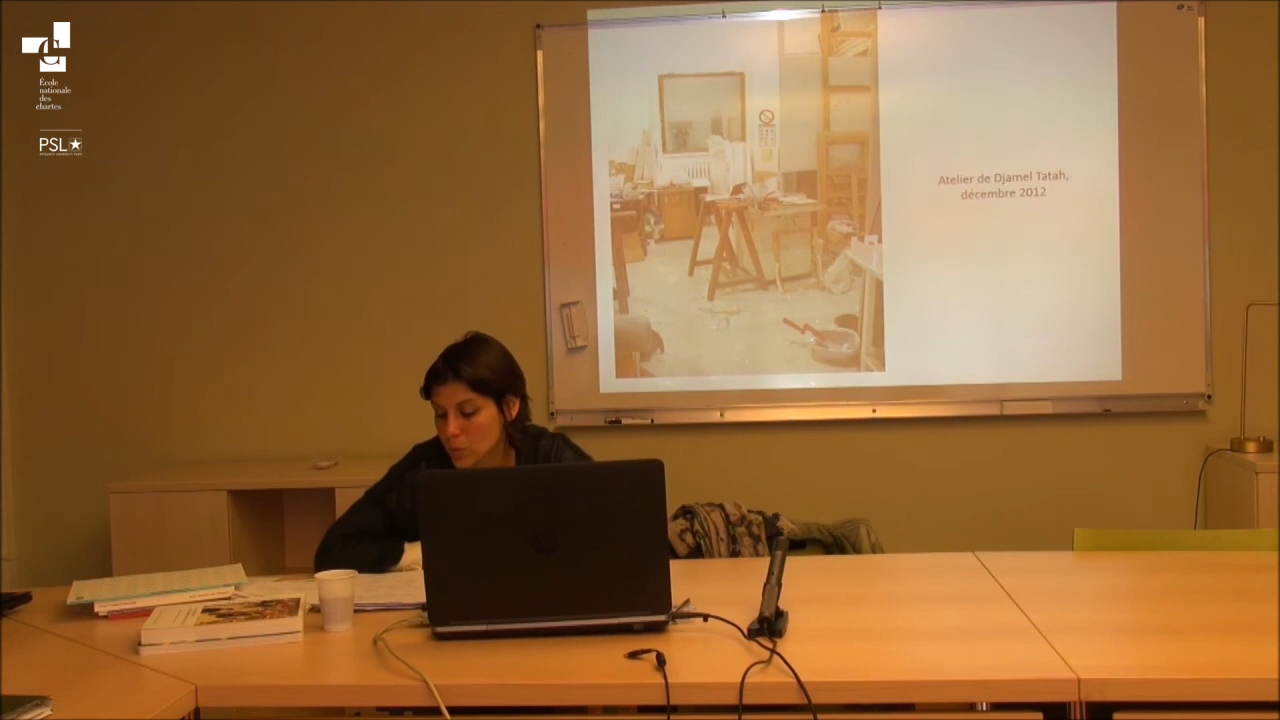 École
nationale
des
chartes
PSL
Atelier de Djamel Tatah,
décembre 2012